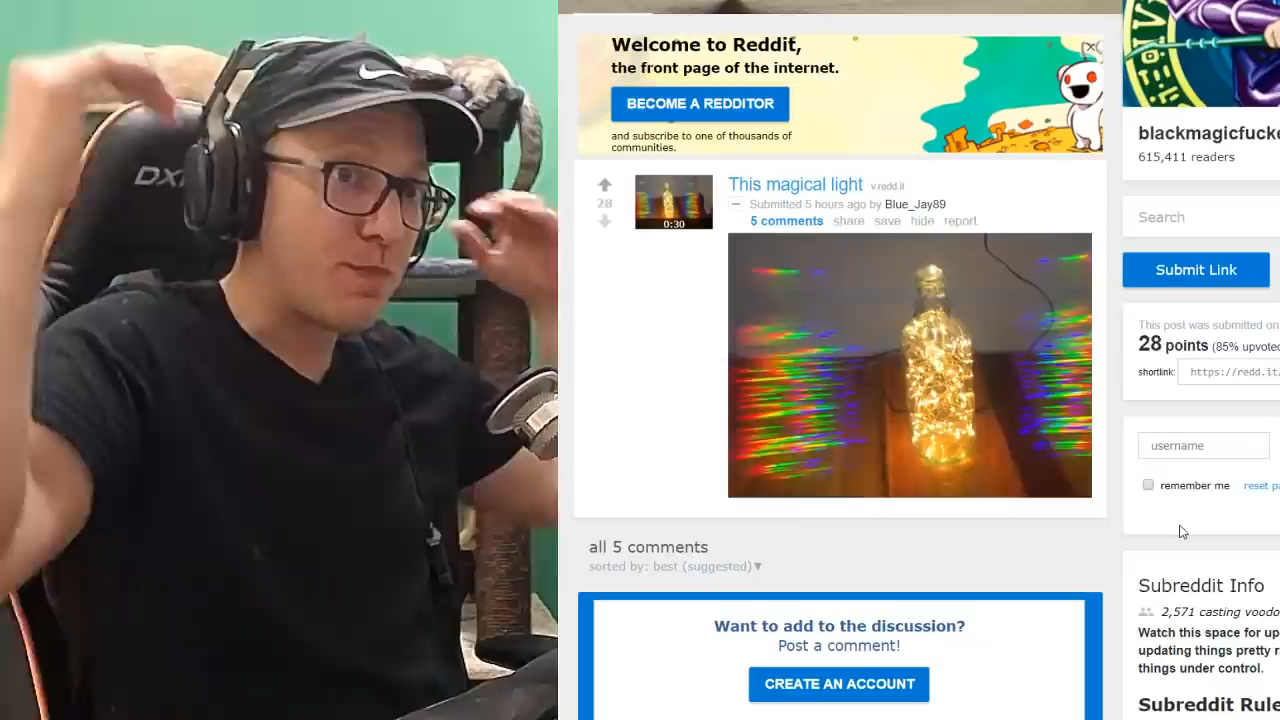 DX
Welcome to Reddit,
the front page of the internet.
BECOME A REDDITOR
and subscribe to one of thousands of
communities.
This magical light v.redd.it
28
Submitted 5 hours ago by Blue_Jay89
5 comments share save hide report
0:30
all 5 comments
sorted by: best (suggested)▼
Want to add to the discussion?
Post a comment!
CREATE AN ACCOUNT
blackmagicfucke
615,411 readers
Search
Submit Link
This post was submitted on
28 points (85% upvoted
shortlink: https://redd.it/
username
remember me reset pa
Subreddit Info
2,571 casting voodo
Watch this space for up
updating things pretty r
things under control.
Subreddit Rule